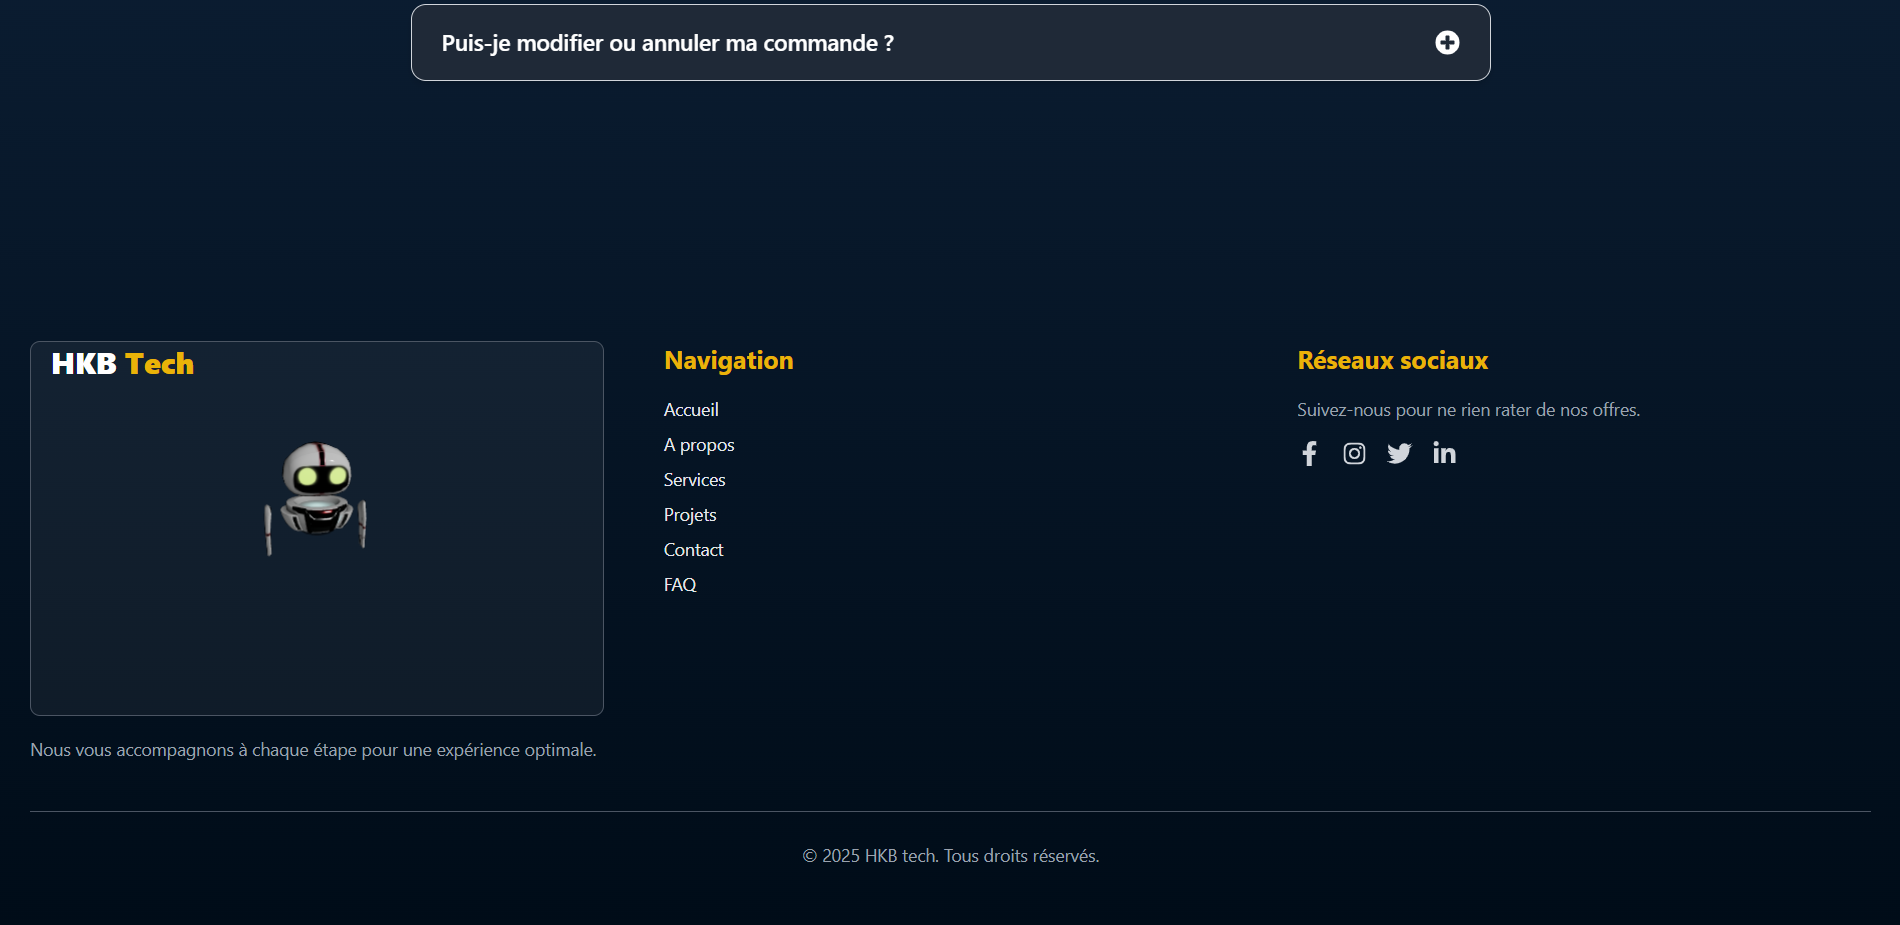 Puis-je modifier ou annuler ma commande ?
HKB Tech
Nous vous accompagnons à chaque étape pour une expérience optimale.
Navigation
Accueil
A propos
Services
Projets
Contact
FAQ
Réseaux sociaux
Suivez-nous pour ne rien rater de nos offres.
© 2025 HKB tech. Tous droits réservés.